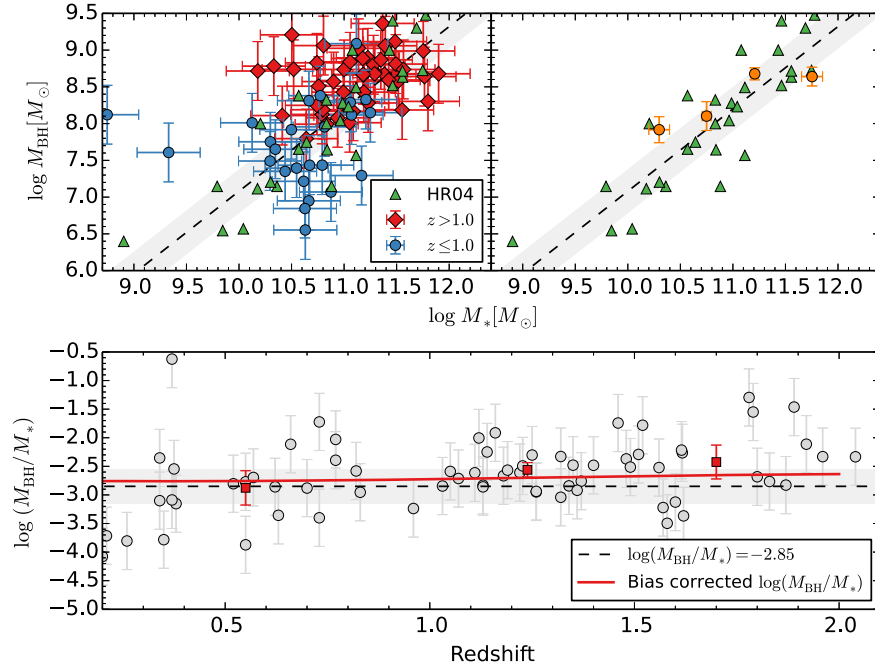 9.5
9.0
8.5
8.0
7.5
7.0
6.5
6.0
log M_BH[M_⊙]
HR04
z>1.0
z≤1.0
9.0 9.5 10.0 10.5 11.0 11.5 12.0
9.0 9.5 10.0 10.5 11.0 11.5 12.0
log M_*[M_⊙]
−0.5
−1.0
−1.5
−2.0
−2.5
−3.0
−3.5
−4.0
−4.5
−5.0
log (M_BH/M_*)
log(M_BH/M_*)=−2.85
Bias corrected log(M_BH/M_*)
0.5 1.0 1.5 2.0
Redshift